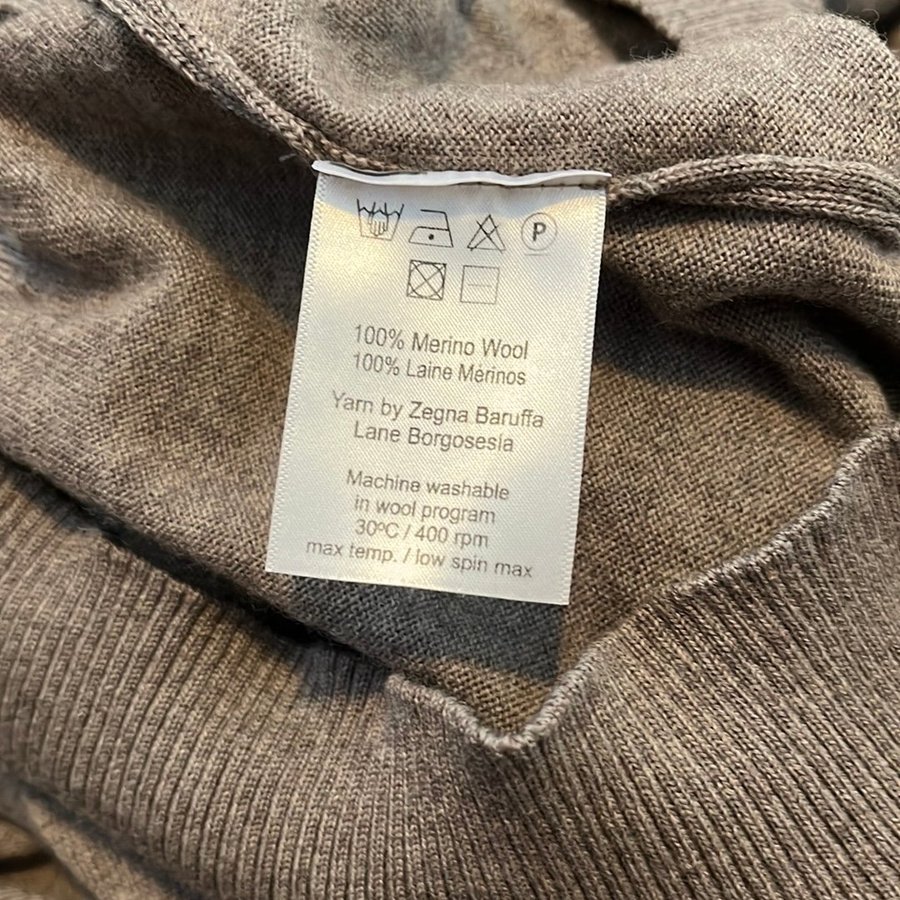 P
100% Merino Wool
100% Laine Mérinos
Yarn by Zegna Baruffa
Lane Borgosesia
Machine washable
in wool program
30ºC / 400 rpm
max temp. / low spin max